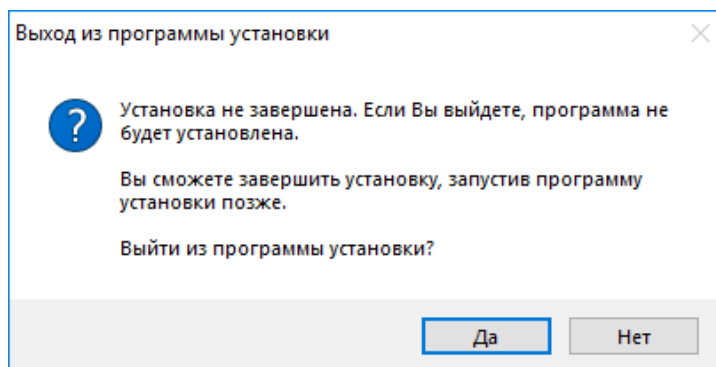 Выход из программы установки
?
Установка не завершена. Если Вы выйдете, программа не
будет установлена.
Вы сможете завершить установку, запустив программу
установки позже.
Выйти из программы установки?
Да
Нет